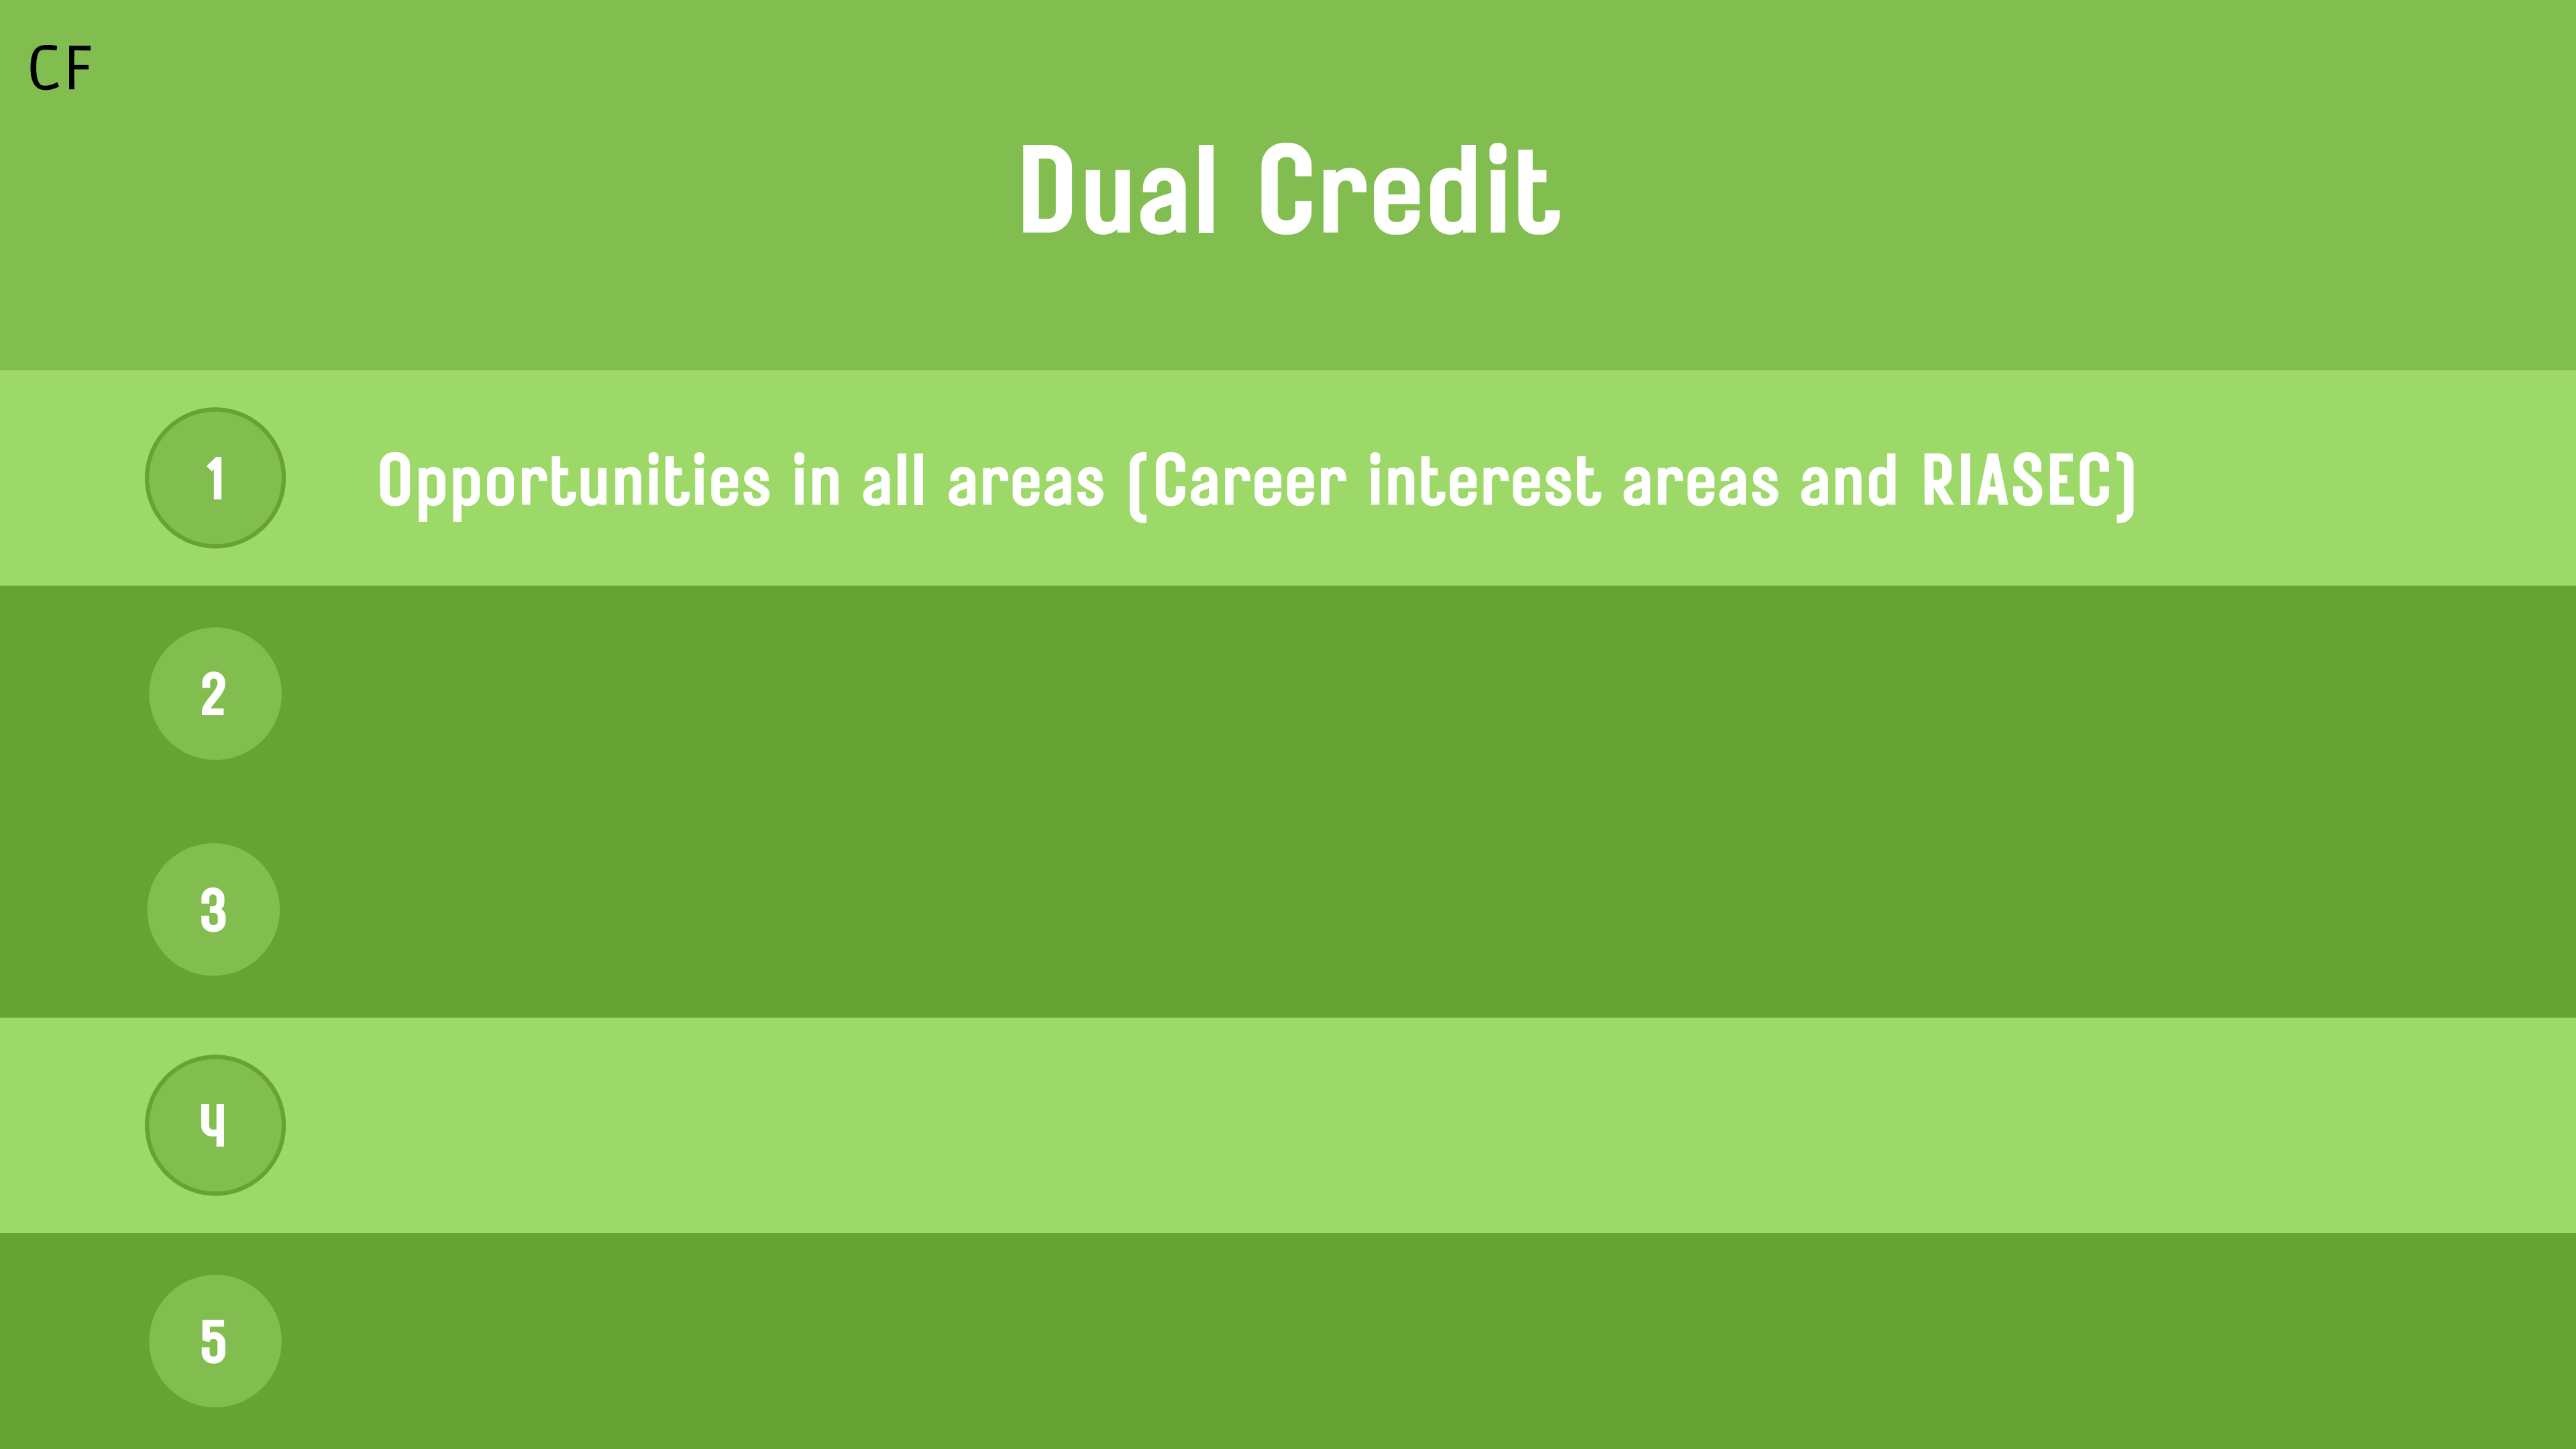 CF
Dual Credit
1 Opportunities in all areas (Career interest areas and RIASEC)
2
3
4
5